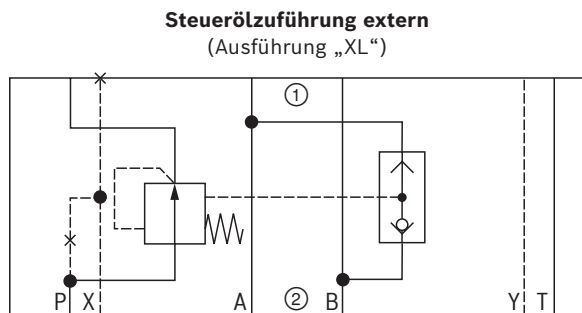 Steuerölzuführung extern
(Ausführung „XL“)
①
P X A ② B Y T